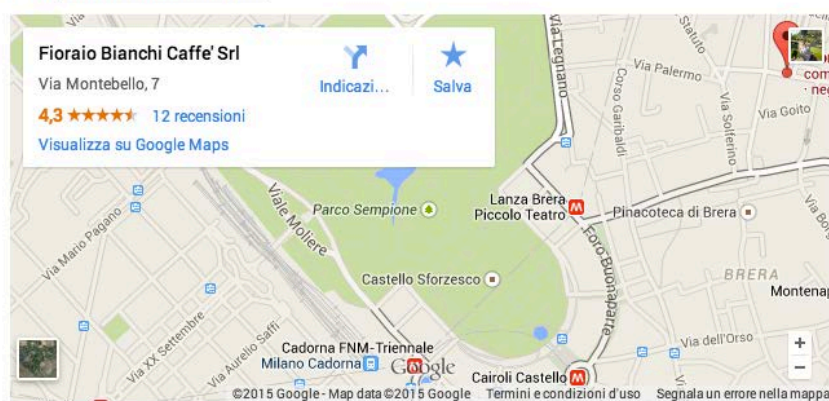 Fioraio Bianchi Caffe' Srl
Via Montebello, 7
4,3
12 recensioni
Visualizza su Google Maps
Indicazi...
Salva
Via Legnano
Corso Garibaldi
Via Palermo
Via Statuto
Via Solferino
Via Goito
com
· neg
Parco Sempione
Lanza Brera
Piccolo Teatro
M
Pinacoteca di Brera
Viale Moliere
Via Mario Pagano
Castello Sforzesco
Foro Buonaparte
BRERA
Montenap
Via dell'Orso
Via XX Settembre
Via Aurelio Saffi
Cadorna FNM-Triennale
Milano Cadorna
M
Google
Cairoli Castello
M
+
−
©2015 Google - Map data ©2015 Google
Termini e condizioni d'uso
Segnala un errore nella mappa